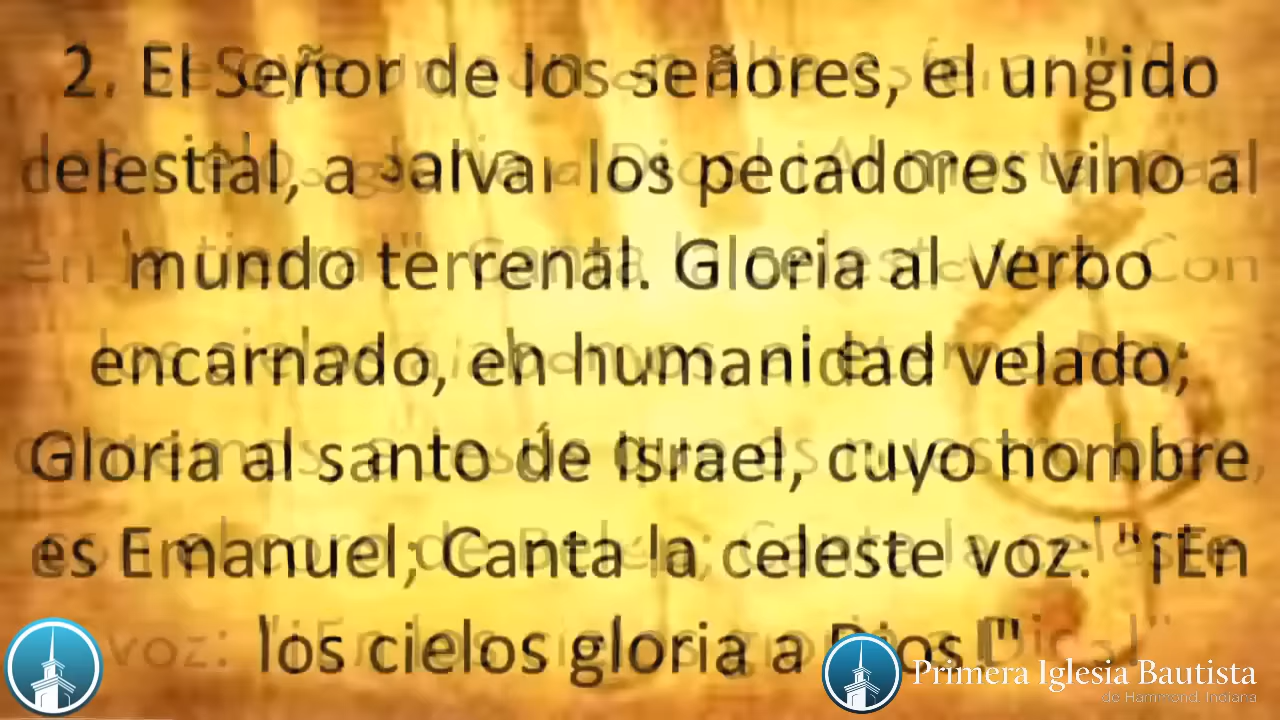 2. El Señor de los señores, el ungido
celestial, a salvar los pecadores vino al
mundo terrenal. Gloria al Verbo
encarnado, en humanidad velado;
Gloria al santo de Israel, cuyo nombre
es Emanuel; Canta la celeste voz: "¡En
los cielos gloria a Dios!"
Primera Iglesia Bautista
de Hammond, Indiana